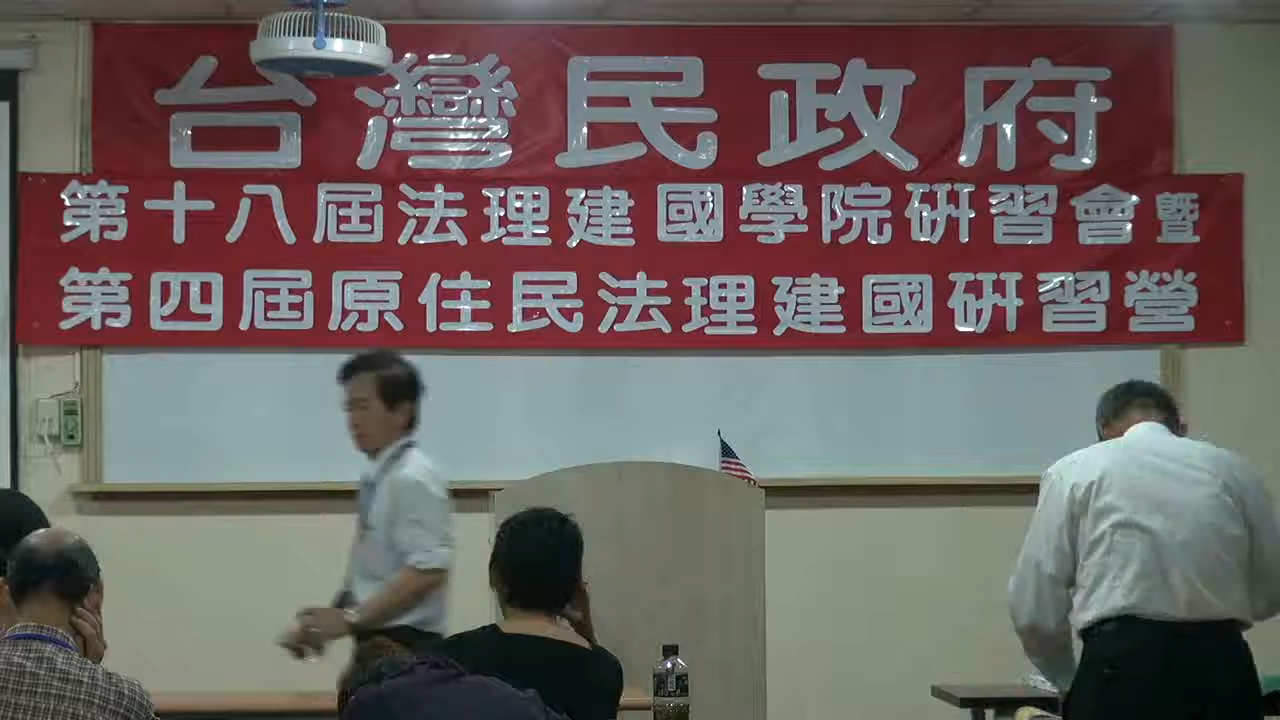 台灣民政府
第十八屆法理建國學院研習會暨
第四屆原住民法理建國研習營